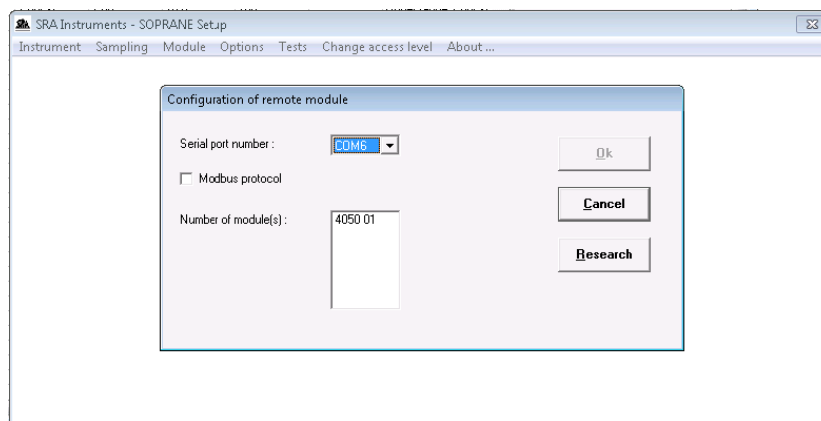 SRA Instruments - SOPRANE Setup
Instrument Sampling Module Options Tests Change access level About ...
Configuration of remote module
Serial port number : COM6
Ok
Modbus protocol
Cancel
Number of module(s) : 4050 01
Research